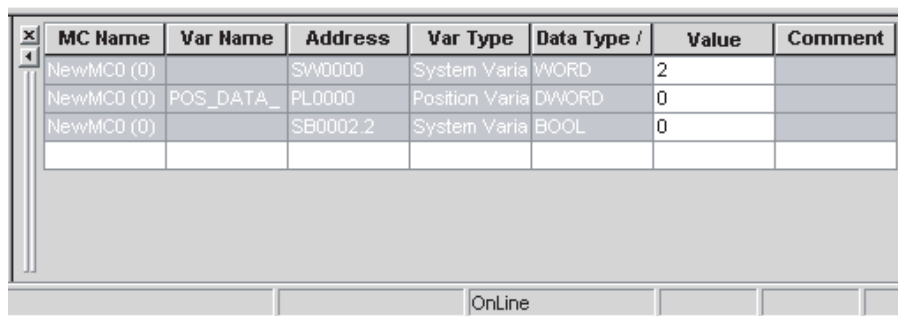 MC Name Var Name Address Var Type Data Type / Value Comment
NewMC0 (0) SW0000 System Varia WORD 2
NewMC0 (0) POS_DATA_ PL0000 Position Varia DWORD 0
NewMC0 (0) SB0002.2 System Varia BOOL 0
OnLine